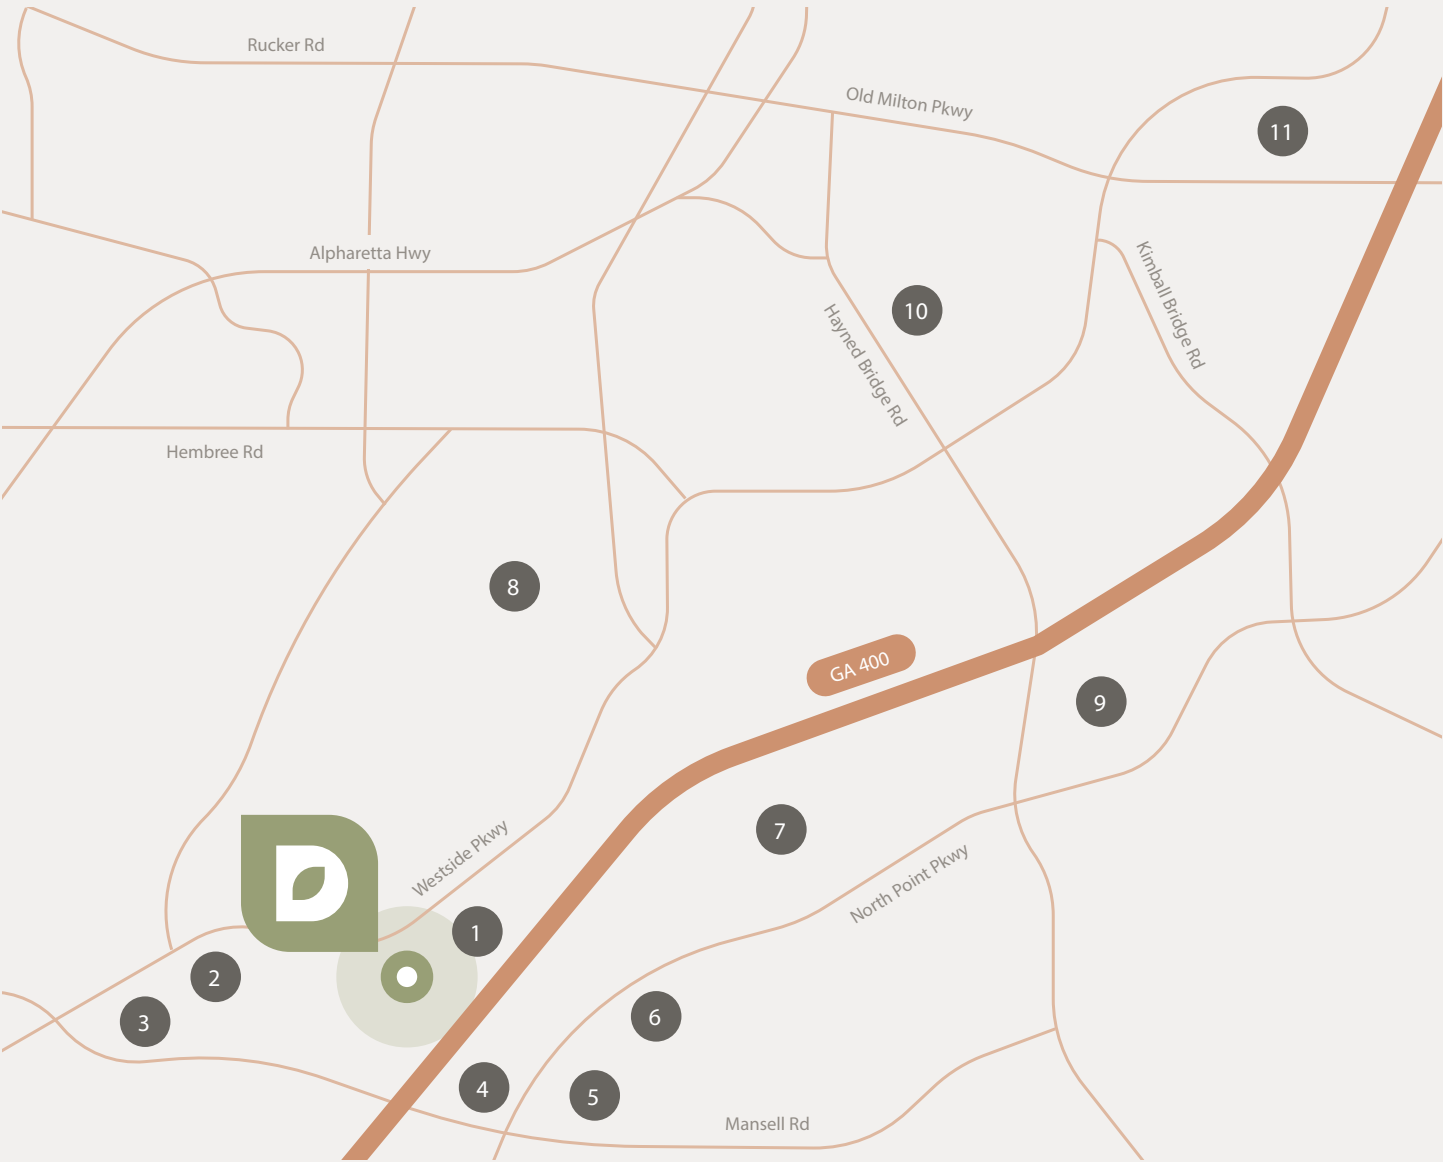 Rucker Rd
Old Milton Pkwy
11
Alpharetta Hwy
Kimball Bridge Rd
10
Hayned Bridge Rd
Hembree Rd
8
GA 400
9
7
Westside Pkwy
North Point Pkwy
D
1
2
3
6
4
5
Mansell Rd